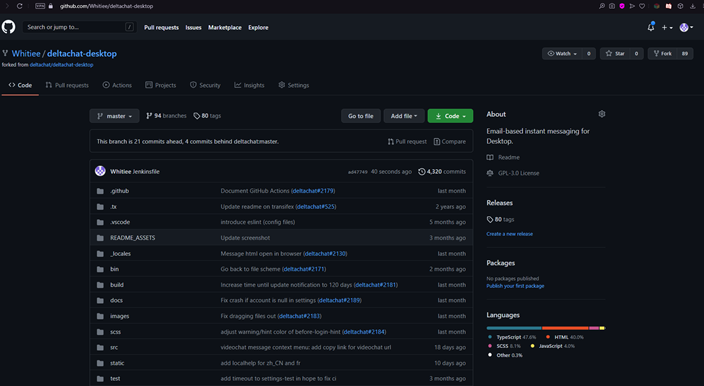 github.com/Whitiee/deltachat-desktop
Search or jump to...
/
Pull requests
Issues
Marketplace
Explore
Whitiee / deltachat-desktop
forked from deltachat/deltachat-desktop
Watch 0
Star 0
Fork 89
Code
Pull requests
Actions
Projects
Security
Insights
Settings
master
94 branches
80 tags
Go to file
Add file
Code
This branch is 21 commits ahead, 4 commits behind deltachat:master.
Pull request
Compare
Whitiee Jenkinsfile
40 seconds ago
4,320 commits
.github Document GitHub Actions (deltachat#2179) last month
.tx Update readme on transifex (deltachat#525) 2 years ago
.vscode introduce eslint (config files) 5 months ago
README_ASSETS Update screenshot 3 months ago
_locales Message html open in browser (deltachat#2130) last month
bin Go back to file scheme (deltachat#2171) 2 months ago
build Increase time until update notification to 120 days (deltachat#2181) last month
docs Fix crash if account is null in settings (deltachat#2189) last month
images Fix dragging files out (deltachat#2183) last month
scss adjust warning/hint color of before-login-hint (deltachat#2184) last month
src videochat message context menu: add copy link for videochat url 18 days ago
static add localhelp for zh_CN and fr 10 days ago
test add timeout to settings-test in hope to fix ci 3 months ago
About
Email-based instant messaging for
Desktop.
Readme
GPL-3.0 License
Releases
80 tags
Create a new release
Packages
No packages published
Publish your first package
Languages
TypeScript 47.6%
HTML 40.0%
SCSS 8.1%
JavaScript 4.0%
Other 0.3%